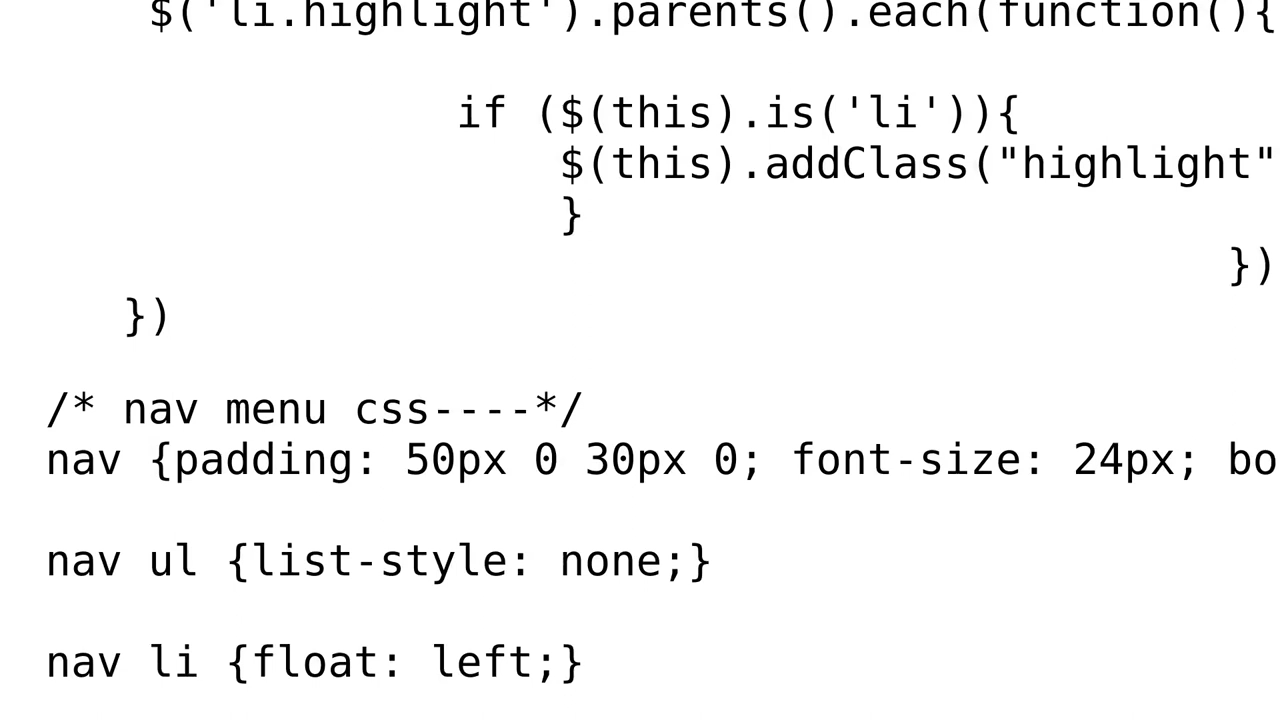 $('li.highlight').parents().each(function(){
if ($(this).is('li')){
$(this).addClass("highlight"
}
})
})
/* nav menu css----*/
nav {padding: 50px 0 30px 0; font-size: 24px; bo
nav ul {list-style: none;}
nav li {float: left;}